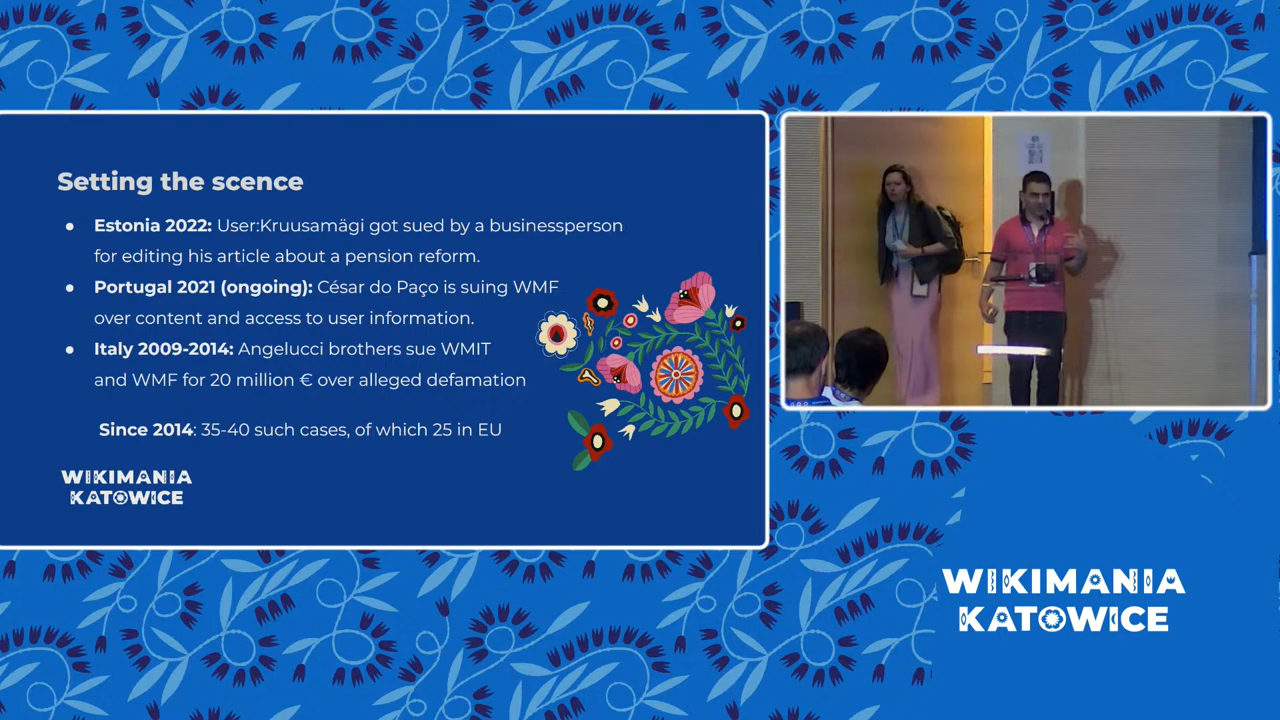 Setting the scence
● Estonia 2022: User:Kruusamägi got sued by a businessperson
for editing his article about a pension reform.
● Portugal 2021 (ongoing): César do Paço is suing WMF
over content and access to user information.
● Italy 2009-2014: Angelucci brothers sue WMIT
and WMF for 20 million € over alleged defamation
Since 2014: 35-40 such cases, of which 25 in EU
WIKIMANIA
KATOWICE
WIKIMANIA
KATOWICE